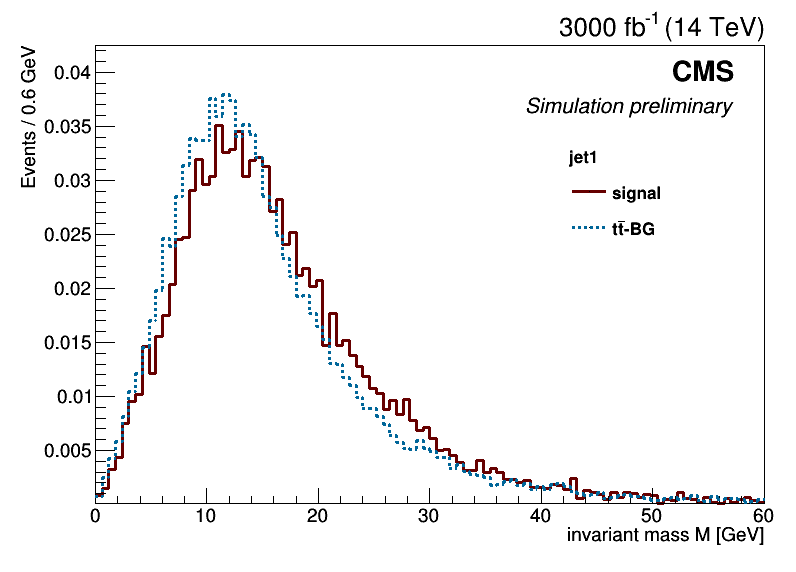 3000 fb⁻¹ (14 TeV)
CMS
Simulation preliminary
jet1
signal
tt̄-BG
Events / 0.6 GeV
0.04
0.035
0.03
0.025
0.02
0.015
0.01
0.005
0 10 20 30 40 50 60
invariant mass M [GeV]